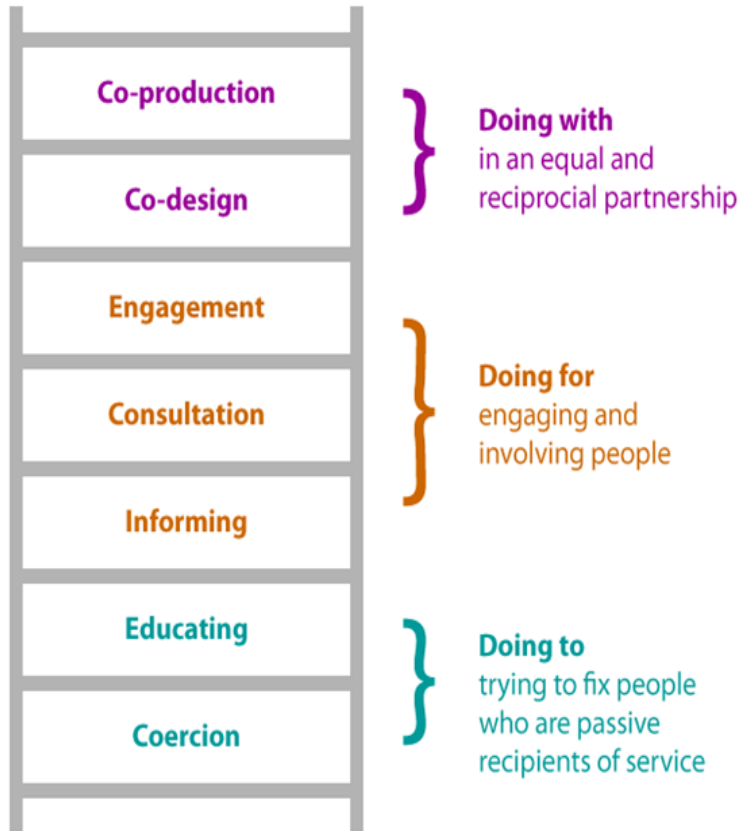 Co-production
Doing with
in an equal and
reciprocial partnership
Co-design
Engagement
Consultation
Informing
Doing for
engaging and
involving people
Educating
Coercion
Doing to
trying to fix people
who are passive
recipients of service